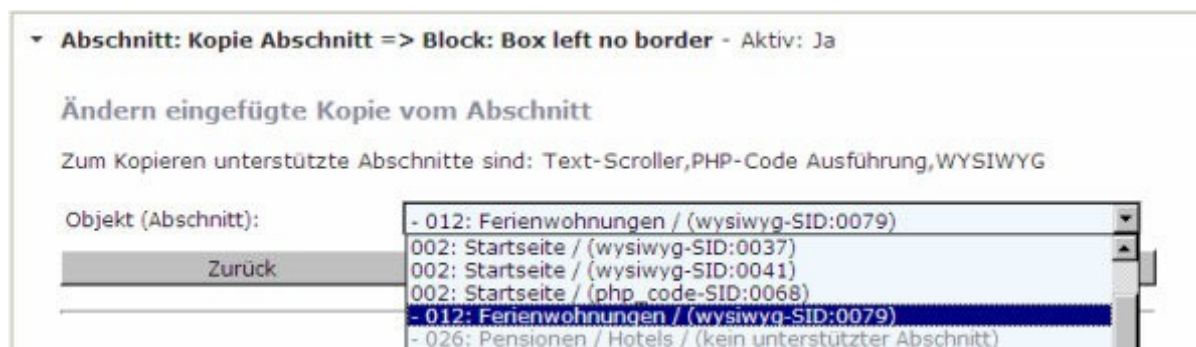 Abschnitt: Kopie Abschnitt => Block: Box left no border - Aktiv: Ja
Ändern eingefügte Kopie vom Abschnitt
Zum Kopieren unterstützte Abschnitte sind: Text-Scroller,PHP-Code Ausführung,WYSIWYG
Objekt (Abschnitt): - 012: Ferienwohnungen / (wysiwyg-SID:0079)
002: Startseite / (wysiwyg-SID:0037)
Zurück
002: Startseite / (wysiwyg-SID:0041)
002: Startseite / (php_code-SID:0068)
- 012: Ferienwohnungen / (wysiwyg-SID:0079)
- 026: Pensionen / Hotels / (kein unterstützter Abschnitt)